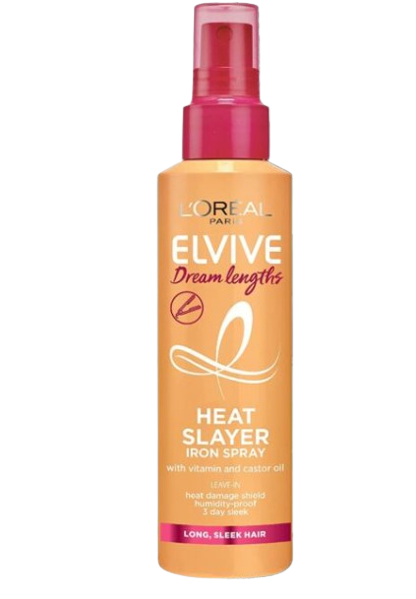 L'ORÉAL
PARIS
ELVIVE
Dream lengths
HEAT
SLAYER
IRON SPRAY
with vitamin and castor oil
LEAVE-IN
heat damage shield
humidity-proof
3 day sleek
LONG, SLEEK HAIR